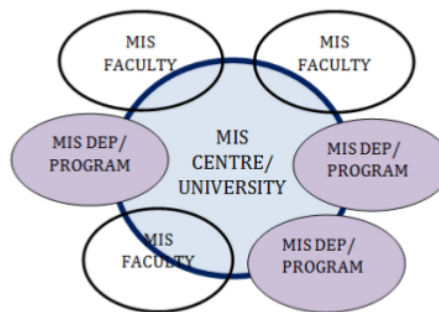 MIS
FACULTY
MIS
FACULTY
MIS DEP/
PROGRAM
MIS
CENTRE/
UNIVERSITY
MIS DEP/
PROGRAM
MIS
FACULTY
MIS DEP/
PROGRAM